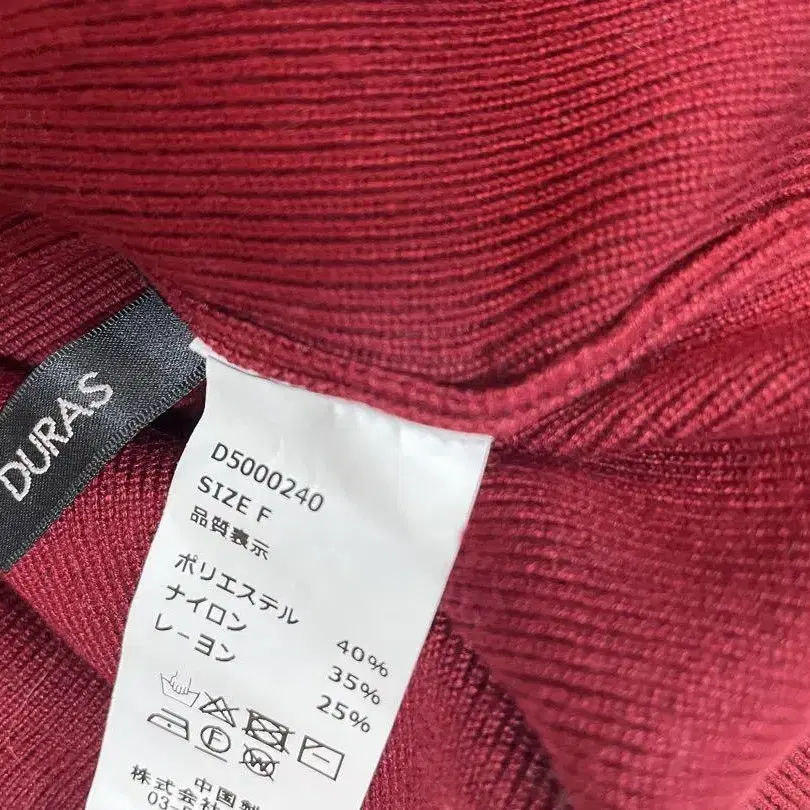 DURAS
D5000240
SIZE F
品質表示
ポリエステル 40%
ナイロン 35%
レーヨン 25%
中国製
株式会社
03-